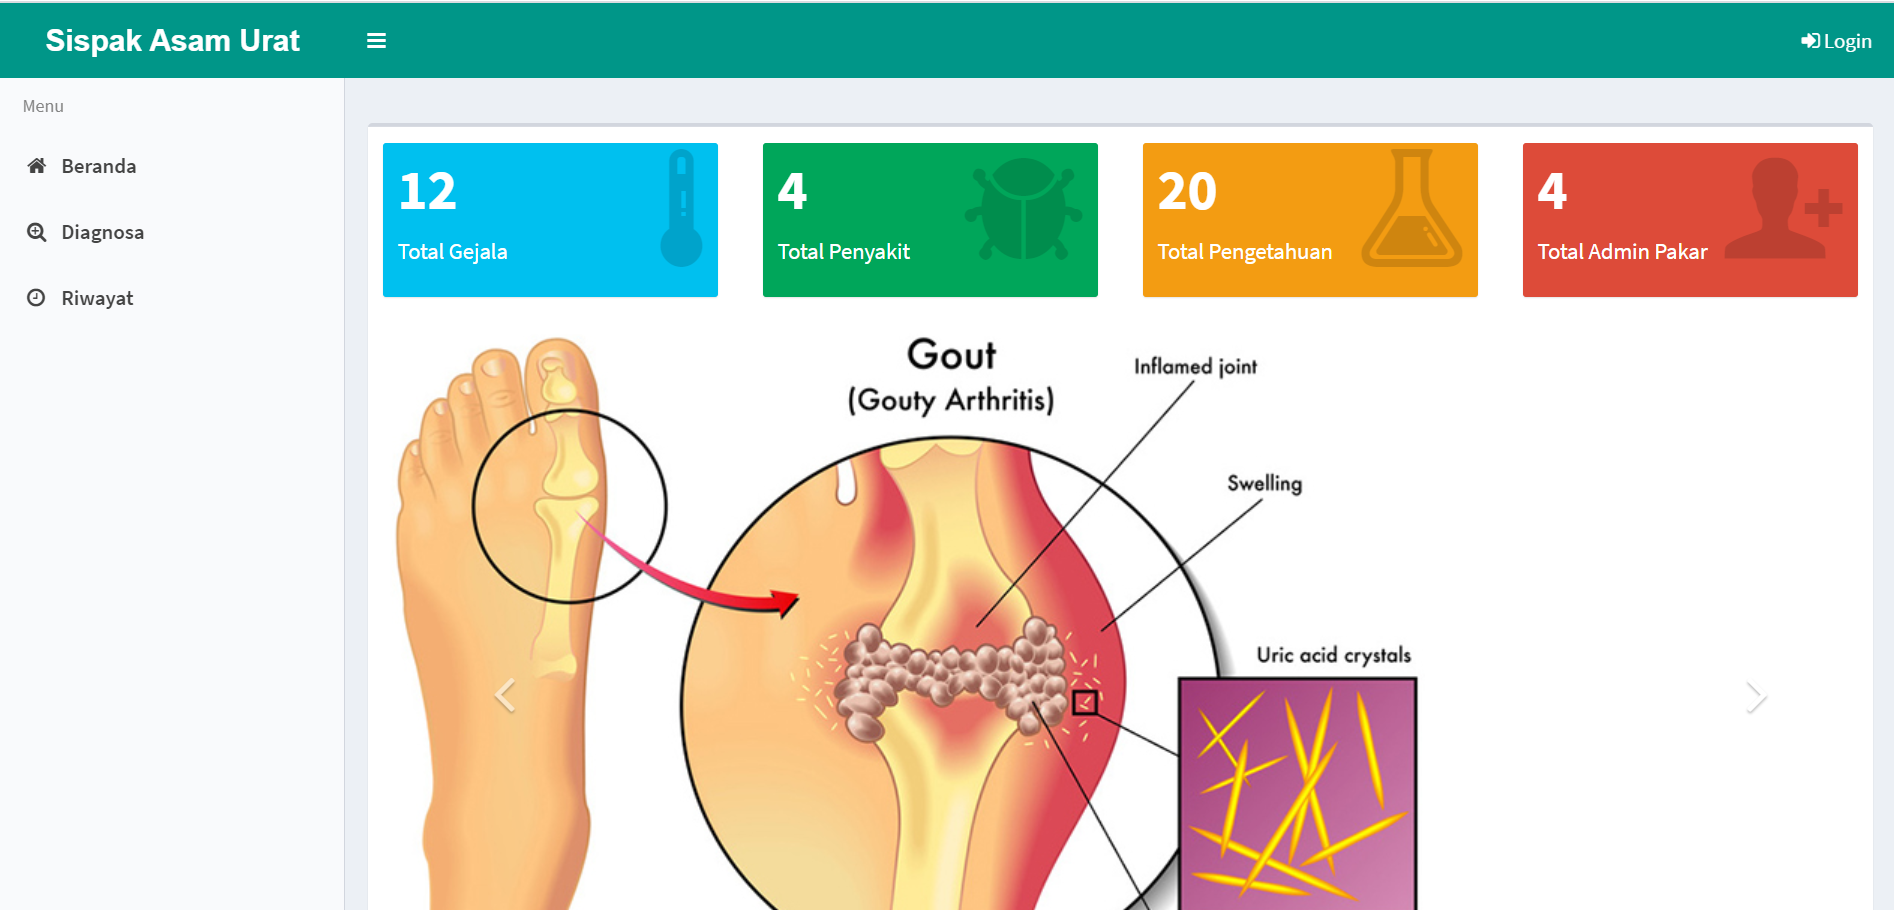 Sispak Asam Urat
Login
Menu
Beranda
Diagnosa
Riwayat
12
Total Gejala
4
Total Penyakit
20
Total Pengetahuan
4
Total Admin Pakar
Gout
(Gouty Arthritis)
Inflamed joint
Swelling
Uric acid crystals